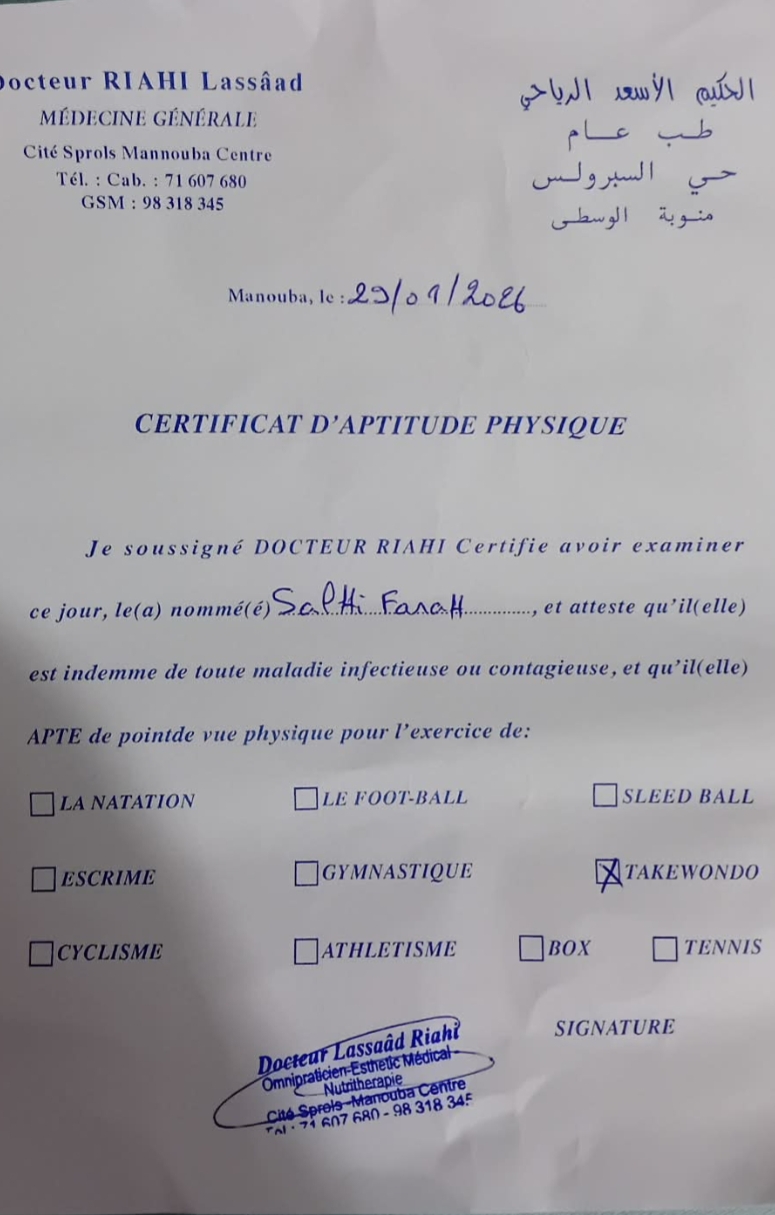 Docteur RIAHI Lassâad
MÉDECINE GÉNÉRALE
Cité Sprols Mannouba Centre
Tél. : Cab. : 71 607 680
GSM : 98 318 345
الحكيم الأسعد الرياحي
طب عام
حي السبرولس
منوبة الوسطى
Manouba, le : 29/01/2026
CERTIFICAT D'APTITUDE PHYSIQUE
Je soussigné DOCTEUR RIAHI Certifie avoir examiner
ce jour, le(a) nommé(é) SalHi FaraH, et atteste qu'il(elle)
est indemme de toute maladie infectieuse ou contagieuse, et qu'il(elle)
APTE de pointde vue physique pour l'exercice de:
LA NATATION LE FOOT-BALL SLEED BALL
ESCRIME GYMNASTIQUE X TAKEWONDO
CYCLISME ATHLETISME BOX TENNIS
SIGNATURE
Docteur Lassaâd Riahi
Omnipraticien-Esthetic Médical
Nutritherapie
Cité Sprols-Manouba Centre
Tel : 71 607 680 - 98 318 345